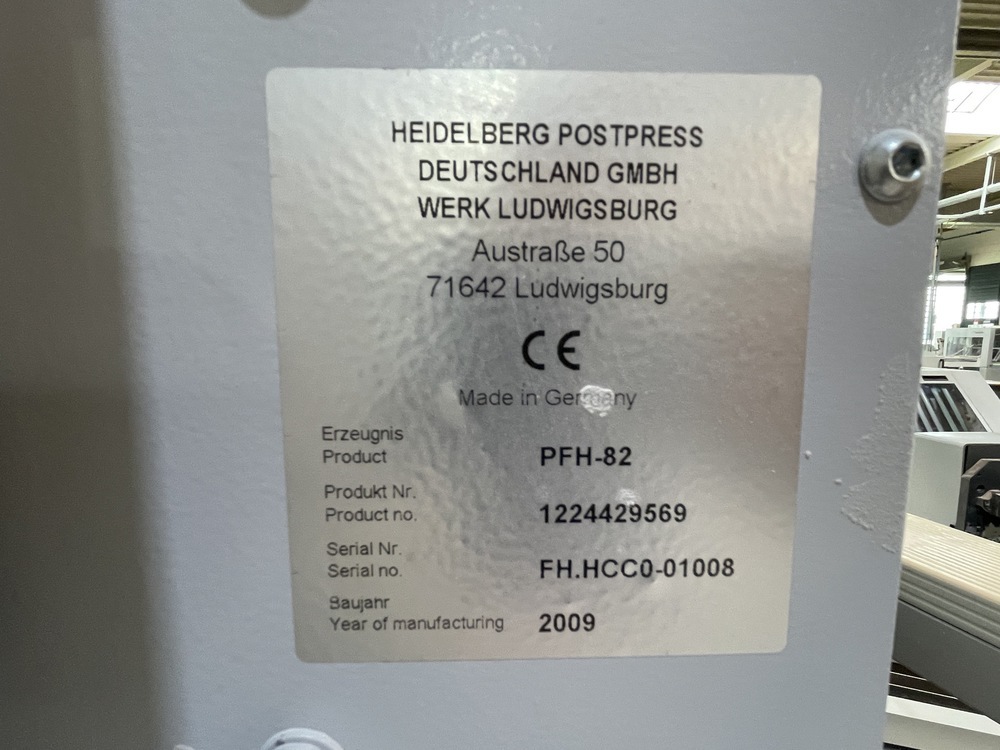 HEIDELBERG POSTPRESS
DEUTSCHLAND GMBH
WERK LUDWIGSBURG
Austraße 50
71642 Ludwigsburg
CE
Made in Germany
Erzeugnis
Product PFH-82
Produkt Nr.
Product no. 1224429569
Serial Nr.
Serial no. FH.HCC0-01008
Baujahr
Year of manufacturing 2009